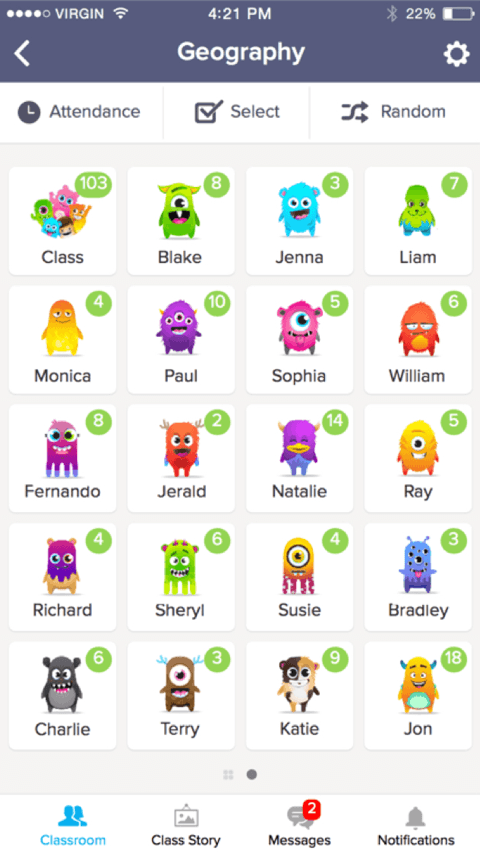 VIRGIN 4:21 PM 22%
Geography
Attendance Select Random
103 8 3 7
Class Blake Jenna Liam
4 10 5 6
Monica Paul Sophia William
8 2 14 5
Fernando Jerald Natalie Ray
4 6 4 3
Richard Sheryl Susie Bradley
6 3 9 18
Charlie Terry Katie Jon
2
Classroom Class Story Messages Notifications